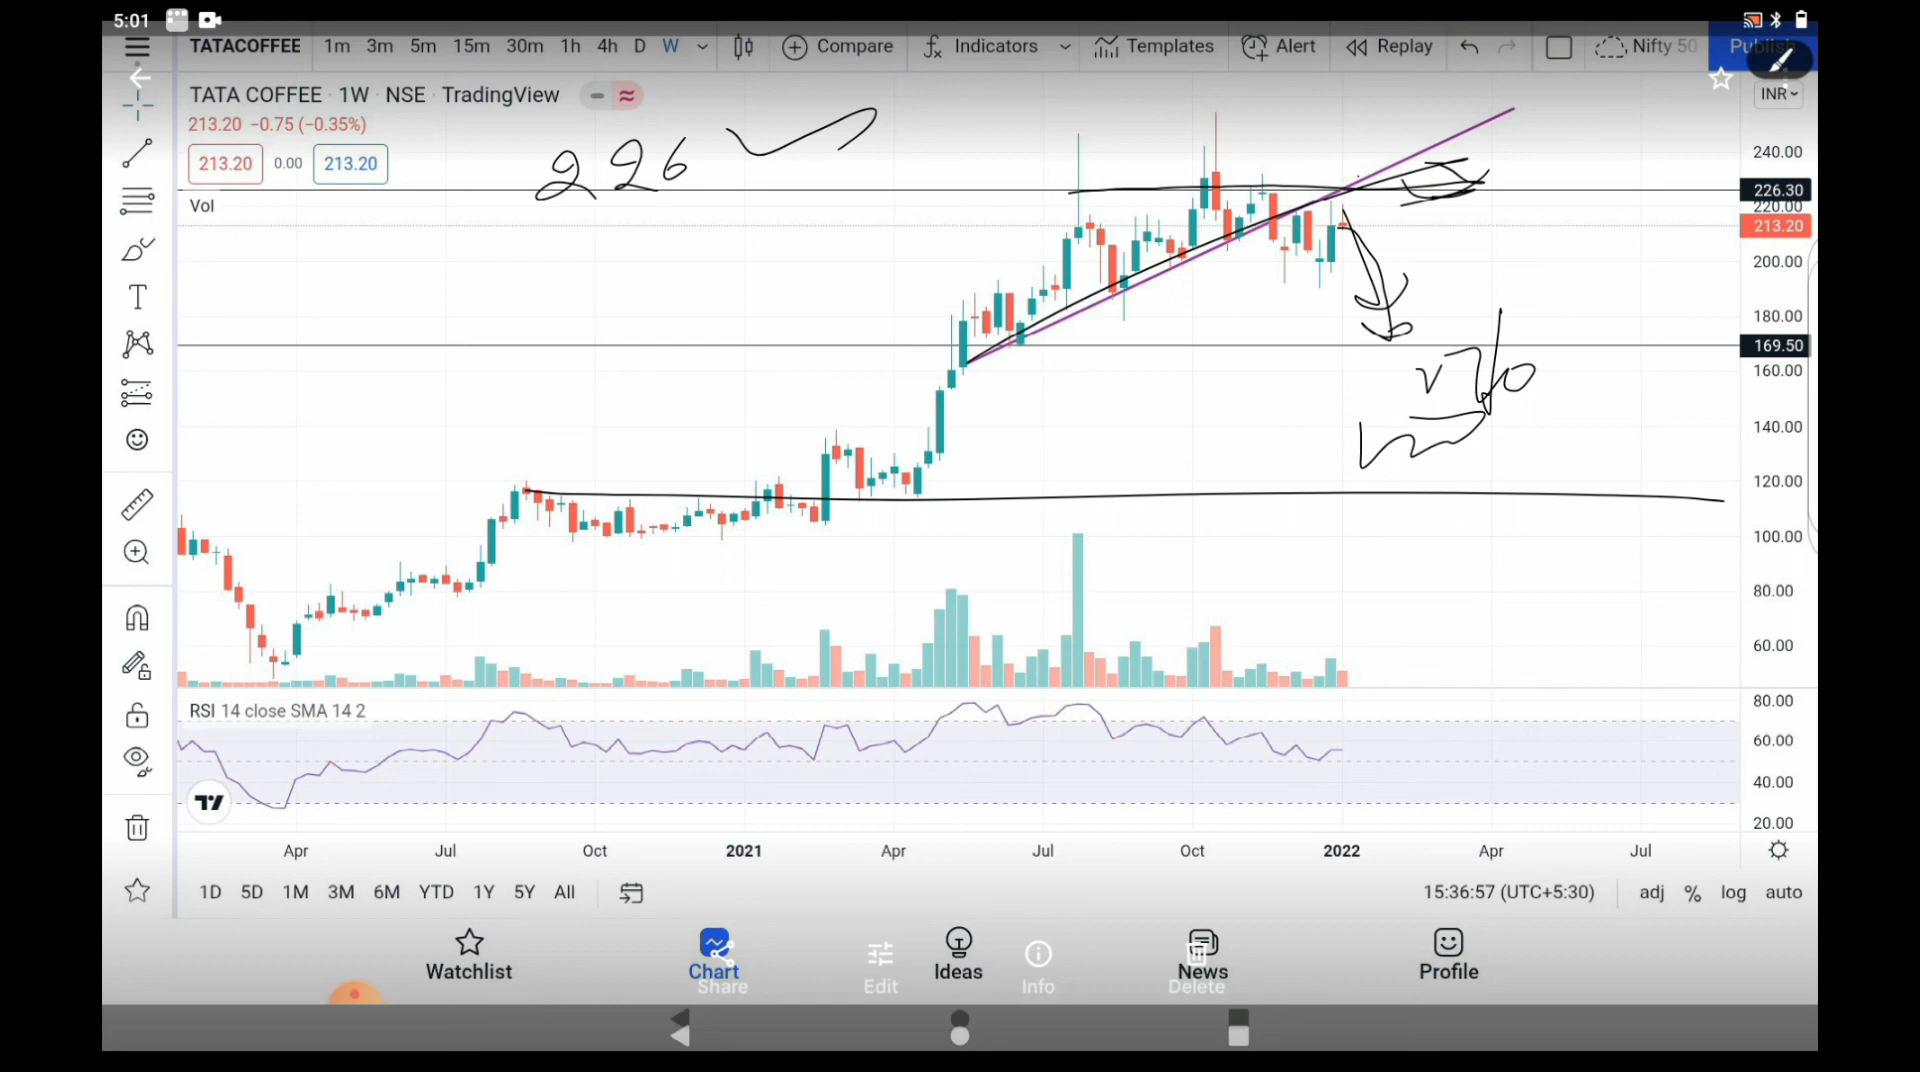 5:01
TATACOFFEE 1m 3m 5m 15m 30m 1h 4h D W Compare Indicators Templates Alert Replay Nifty 50 Publish
TATA COFFEE · 1W · NSE · TradingView
INR
213.20 −0.75 (−0.35%)
213.20 0.00 213.20
226
Vol
240.00
226.30
220.00
213.20
200.00
180.00
169.50
160.00
140.00
120.00
100.00
80.00
60.00
RSI 14 close SMA 14 2
80.00
60.00
40.00
20.00
Apr Jul Oct 2021 Apr Jul Oct 2022 Apr Jul
1D 5D 1M 3M 6M YTD 1Y 5Y All
15:36:57 (UTC+5:30) adj % log auto
Watchlist Chart Ideas News Profile
Share Edit Info Delete